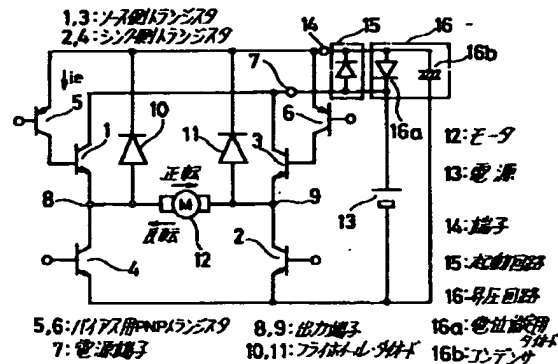 1,3:ソース側トランジスタ
2,4:シンク側トランジスタ
14
15
16
16b
7
ie
5
10
6
16a
1
11
3
12:モータ
正転
13:電源
8
M
9
13
反転
14:端子
12
2
15:起動回路
4
16:昇圧回路
5,6:バイアス用PNPトランジスタ
8,9:出力端子
16a:電位設定用ダイオード
7:電源端子
10,11:フライホイール・ダイオード
16b:コンデンサ